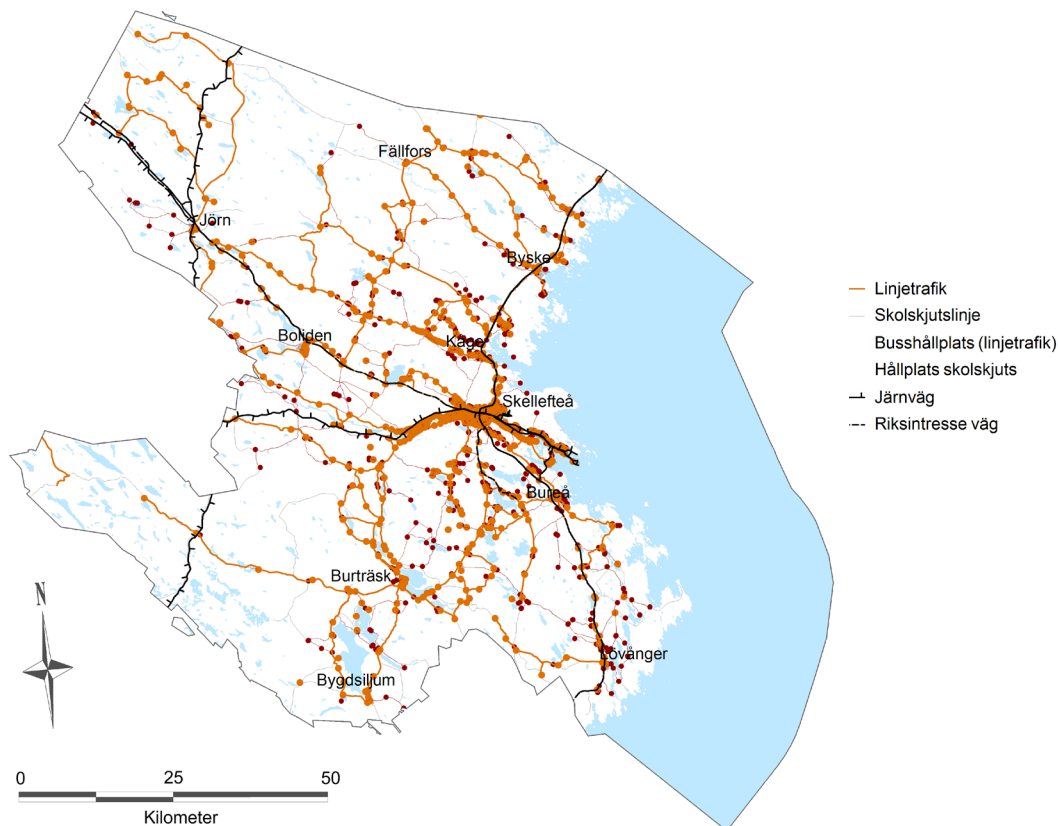 Fällfors
Jörn
Byske
Boliden
Kåge
Skellefteå
Bureå
Burträsk
Lövånger
Bygdsiljum
Linjetrafik
Skolskjutslinje
Busshållplats (linjetrafik)
Hållplats skolskjuts
Järnväg
Riksintresse väg
N
0 25 50
Kilometer